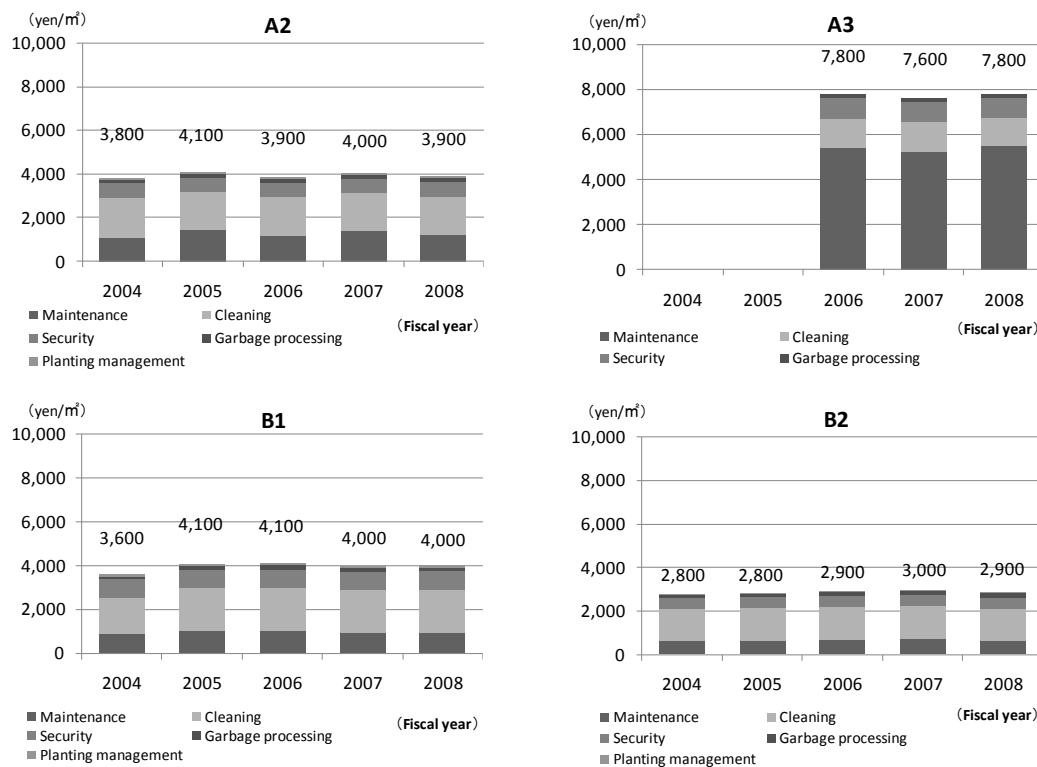 (yen/㎡)
A2
10,000
8,000
6,000
4,000
2,000
0
3,800
4,100
3,900
4,000
3,900
2004
2005
2006
2007
2008
Maintenance
Cleaning
(Fiscal year)
Security
Garbage processing
Planting management
(yen/㎡)
A3
10,000
8,000
6,000
4,000
2,000
0
7,800
7,600
7,800
2004
2005
2006
2007
2008
(Fiscal year)
Maintenance
Cleaning
Security
Garbage processing
(yen/㎡)
B1
10,000
8,000
6,000
4,000
2,000
0
3,600
4,100
4,100
4,000
4,000
2004
2005
2006
2007
2008
Maintenance
Cleaning
(Fiscal year)
Security
Garbage processing
Planting management
(yen/㎡)
B2
10,000
8,000
6,000
4,000
2,000
0
2,800
2,800
2,900
3,000
2,900
2004
2005
2006
2007
2008
Maintenance
Cleaning
(Fiscal year)
Security
Garbage processing
Planting management